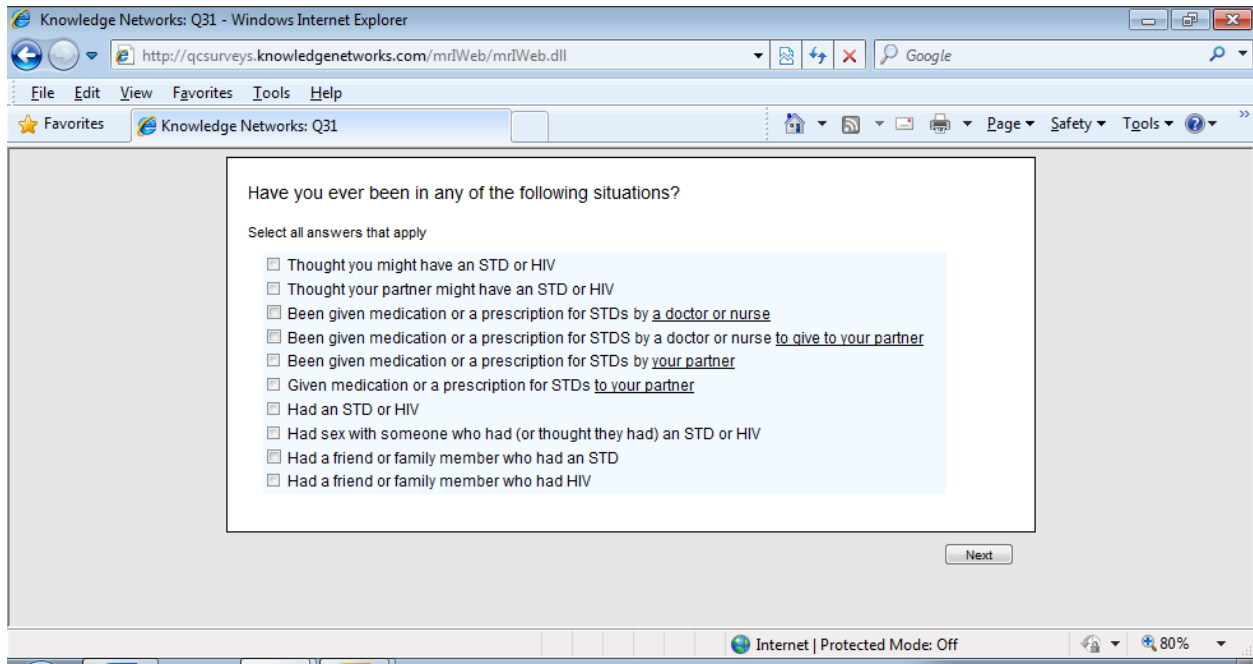 Knowledge Networks: Q31 - Windows Internet Explorer
http://qcsurveys.knowledgenetworks.com/mrIWeb/mrIWeb.dll
Google
File Edit View Favorites Tools Help
Favorites Knowledge Networks: Q31 Page Safety Tools
Have you ever been in any of the following situations?
Select all answers that apply
Thought you might have an STD or HIV
Thought your partner might have an STD or HIV
Been given medication or a prescription for STDs by a doctor or nurse
Been given medication or a prescription for STDS by a doctor or nurse to give to your partner
Been given medication or a prescription for STDs by your partner
Given medication or a prescription for STDs to your partner
Had an STD or HIV
Had sex with someone who had (or thought they had) an STD or HIV
Had a friend or family member who had an STD
Had a friend or family member who had HIV
Next
Internet | Protected Mode: Off 80%